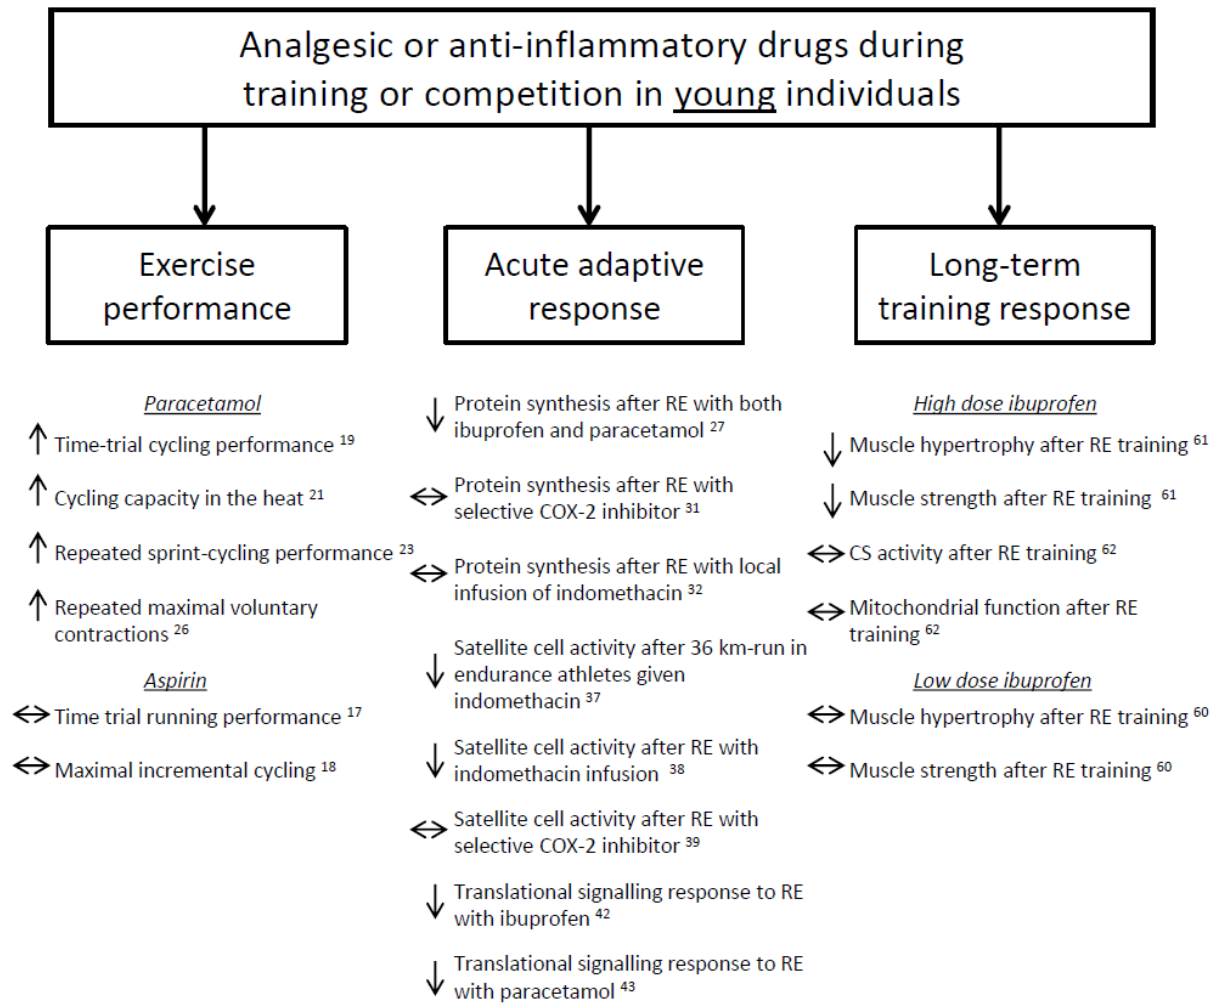 Analgesic or anti-inflammatory drugs during
training or competition in young individuals
Exercise
performance
Paracetamol
↑ Time-trial cycling performance 19
↑ Cycling capacity in the heat 21
↑ Repeated sprint-cycling performance 23
↑ Repeated maximal voluntary
contractions 26
Aspirin
↔ Time trial running performance 17
↔ Maximal incremental cycling 18
Acute adaptive
response
↓ Protein synthesis after RE with both
ibuprofen and paracetamol 27
↔ Protein synthesis after RE with
selective COX-2 inhibitor 31
↔ Protein synthesis after RE with local
infusion of indomethacin 32
↓ Satellite cell activity after 36 km-run in
endurance athletes given
indomethacin 37
↓ Satellite cell activity after RE with
indomethacin infusion 38
↔ Satellite cell activity after RE with
selective COX-2 inhibitor 39
↓ Translational signalling response to RE
with ibuprofen 42
↓ Translational signalling response to RE
with paracetamol 43
Long-term
training response
High dose ibuprofen
↓ Muscle hypertrophy after RE training 61
↓ Muscle strength after RE training 61
↔ CS activity after RE training 62
↔ Mitochondrial function after RE
training 62
Low dose ibuprofen
↔ Muscle hypertrophy after RE training 60
↔ Muscle strength after RE training 60